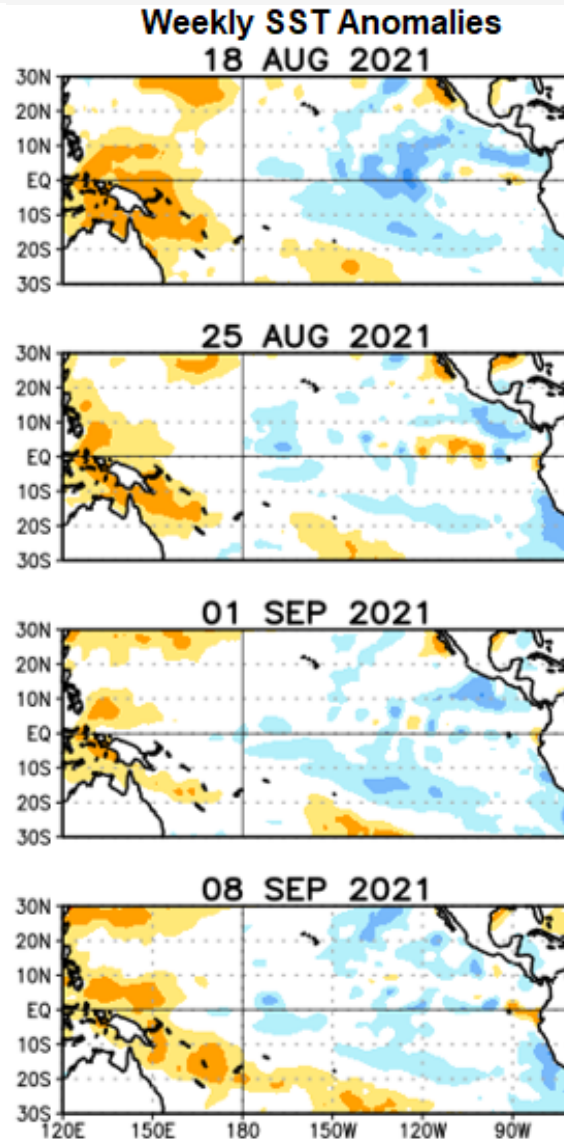 Weekly SST Anomalies
18 AUG 2021
30N
20N
10N
EQ
10S
20S
30S
25 AUG 2021
30N
20N
10N
EQ
10S
20S
30S
01 SEP 2021
30N
20N
10N
EQ
10S
20S
30S
08 SEP 2021
30N
20N
10N
EQ
10S
20S
30S
120E 150E 180 150W 120W 90W